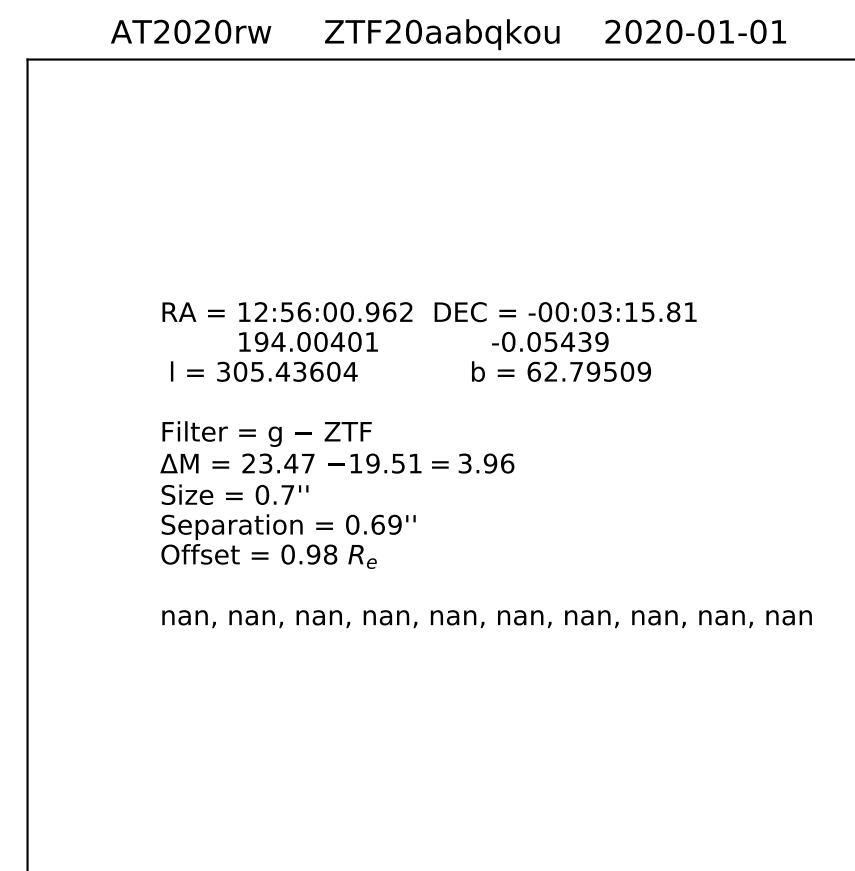 AT2020rw ZTF20aabqkou 2020-01-01
RA = 12:56:00.962 DEC = -00:03:15.81
194.00401 -0.05439
l = 305.43604 b = 62.79509
Filter = g − ZTF
ΔM = 23.47 −19.51 = 3.96
Size = 0.7''
Separation = 0.69''
Offset = 0.98 Re
nan, nan, nan, nan, nan, nan, nan, nan, nan, nan